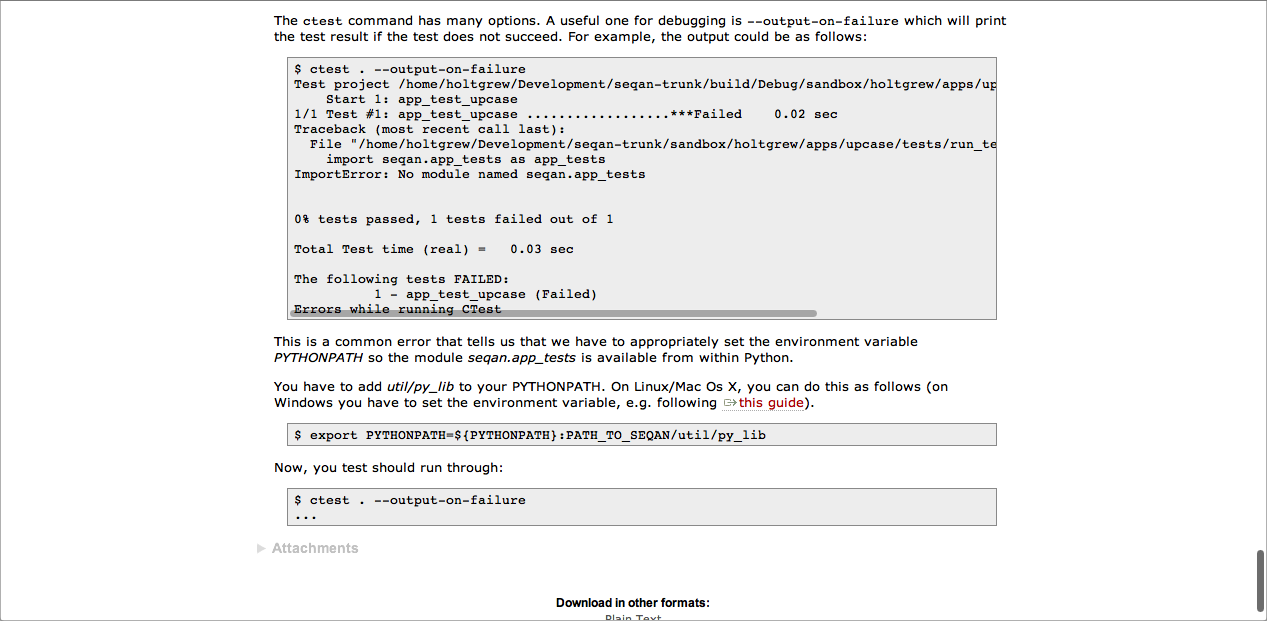 The ctest command has many options. A useful one for debugging is --output-on-failure which will print
the test result if the test does not succeed. For example, the output could be as follows:
$ ctest . --output-on-failure
Test project /home/holtgrew/Development/seqan-trunk/build/Debug/sandbox/holtgrew/apps/up
    Start 1: app_test_upcase
1/1 Test #1: app_test_upcase ..................***Failed    0.02 sec
Traceback (most recent call last):
  File "/home/holtgrew/Development/seqan-trunk/sandbox/holtgrew/apps/upcase/tests/run_te
    import seqan.app_tests as app_tests
ImportError: No module named seqan.app_tests
0% tests passed, 1 tests failed out of 1
Total Test time (real) =   0.03 sec
The following tests FAILED:
          1 - app_test_upcase (Failed)
Errors while running CTest
This is a common error that tells us that we have to appropriately set the environment variable
PYTHONPATH so the module seqan.app_tests is available from within Python.
You have to add util/py_lib to your PYTHONPATH. On Linux/Mac Os X, you can do this as follows (on
Windows you have to set the environment variable, e.g. following this guide).
$ export PYTHONPATH=${PYTHONPATH}:PATH_TO_SEQAN/util/py_lib
Now, you test should run through:
$ ctest . --output-on-failure
...
Attachments
Download in other formats:
Plain Text